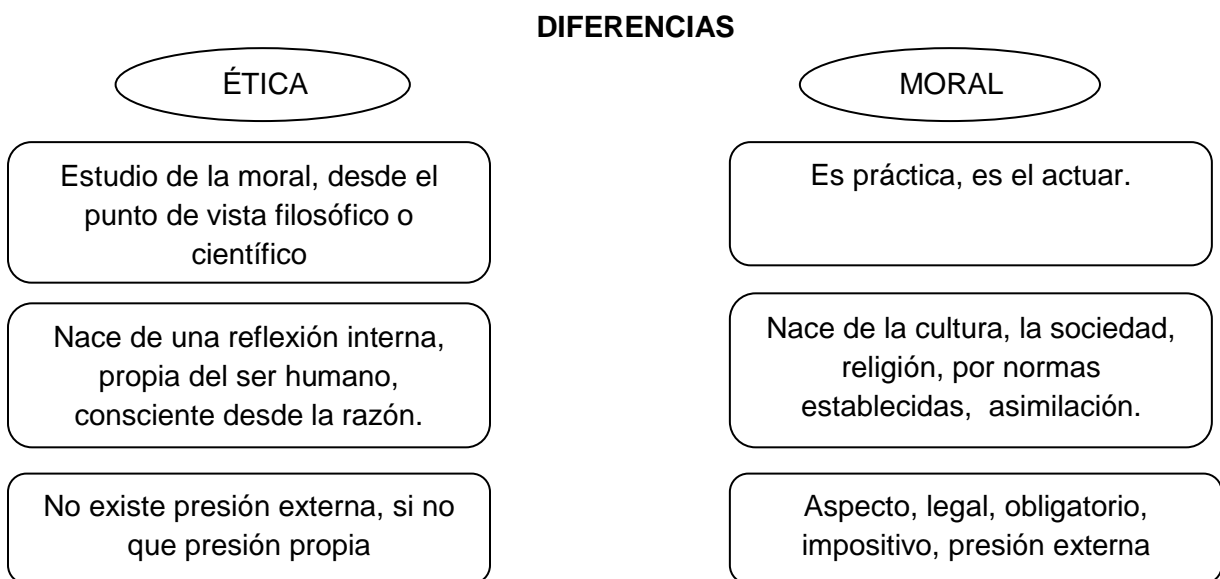 DIFERENCIAS
ÉTICA
MORAL
Estudio de la moral, desde el
punto de vista filosófico o
científico
Es práctica, es el actuar.
Nace de una reflexión interna,
propia del ser humano,
consciente desde la razón.
Nace de la cultura, la sociedad,
religión, por normas
establecidas,  asimilación.
No existe presión externa, si no
que presión propia
Aspecto, legal, obligatorio,
impositivo, presión externa